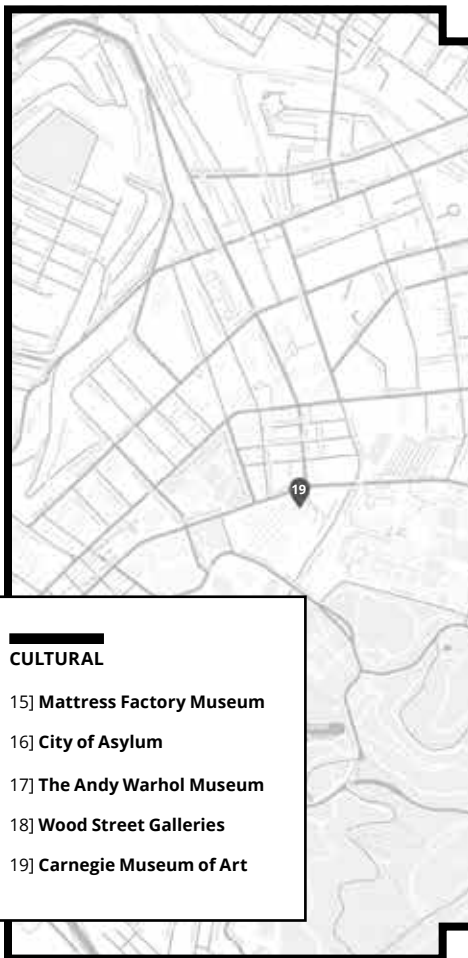 19
CULTURAL
15] Mattress Factory Museum
16] City of Asylum
17] The Andy Warhol Museum
18] Wood Street Galleries
19] Carnegie Museum of Art